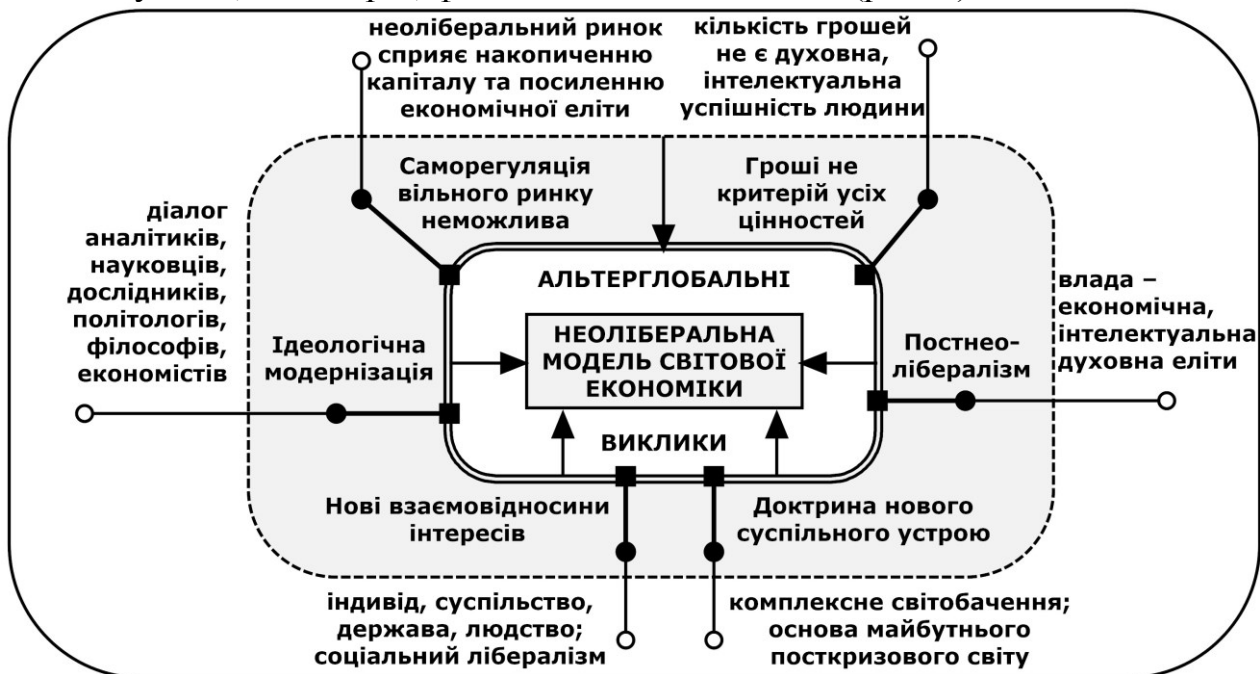 неоліберальний ринок
сприяє накопиченню
капіталу та посиленню
економічної еліти
кількість грошей
не є духовна,
інтелектуальна
успішність людини
Саморегуляція
вільного ринку
неможлива
Гроші не
критерій усіх
цінностей
діалог
аналітиків,
науковців,
дослідників,
політологів,
філософів,
економістів
Ідеологічна
модернізація
АЛЬТЕРГЛОБАЛЬНІ
НЕОЛІБЕРАЛЬНА
МОДЕЛЬ СВІТОВОЇ
ЕКОНОМІКИ
ВИКЛИКИ
Постнео-
лібералізм
влада –
економічна,
інтелектуальна
духовна еліти
Нові взаємовідносини
інтересів
Доктрина нового
суспільного устрою
індивід, суспільство,
держава, людство;
соціальний лібералізм
комплексне світобачення;
основа майбутнього
посткризового світу